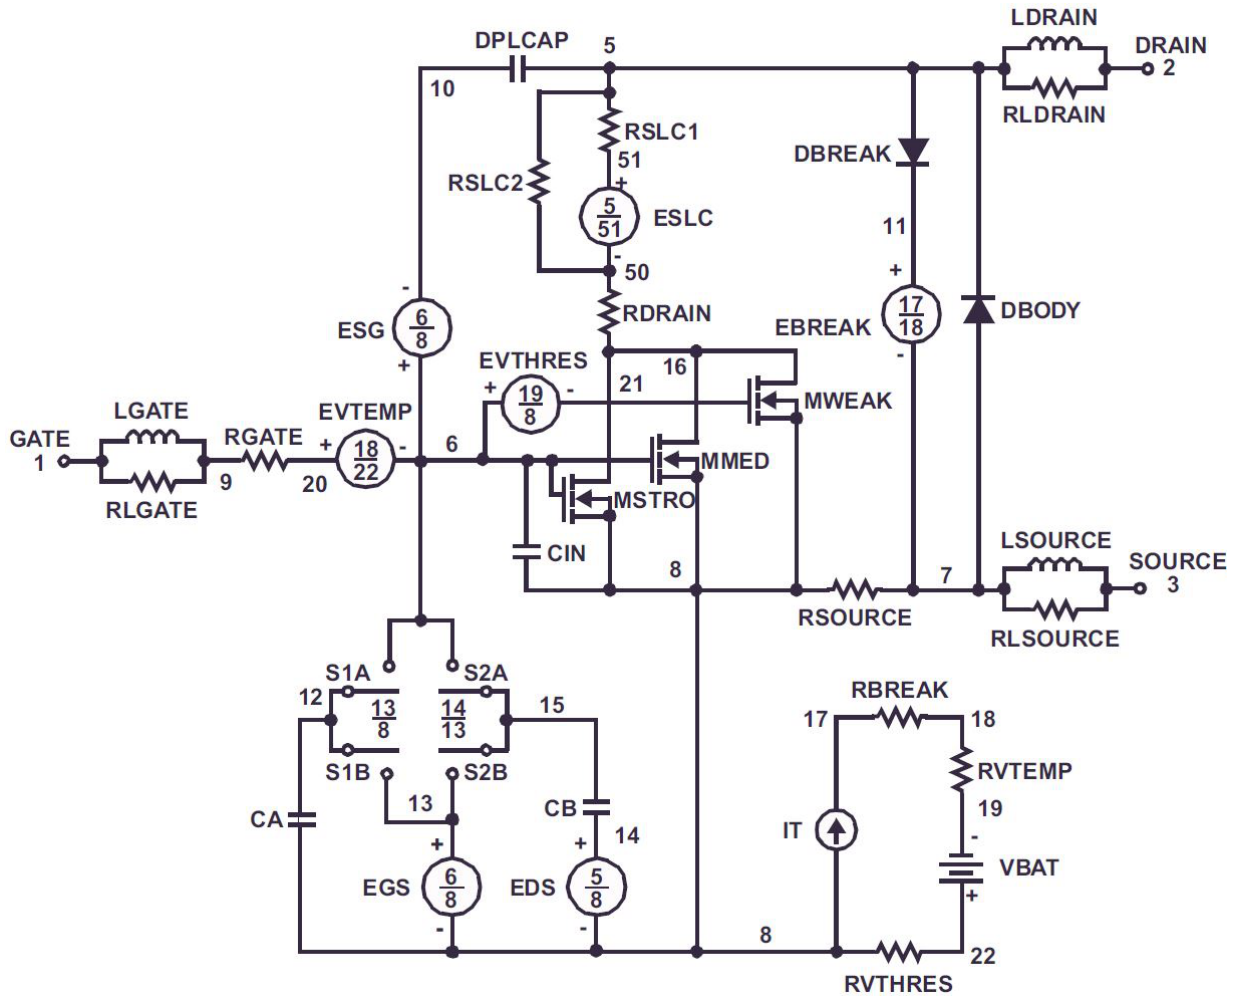 LDRAIN
DPLCAP
5
DRAIN
2
10
RLDRAIN
RSLC1
51
DBREAK
RSLC2
+
5
51
ESLC
11
-
50
+
-
ESG
6
8
+
RDRAIN
EBREAK
17
18
-
DBODY
EVTHRES
16
21
+
19
8
-
MWEAK
LGATE
EVTEMP
GATE
1
RGATE
+
18
22
-
6
MMED
9
20
RLGATE
MSTRO
CIN
8
7
LSOURCE
SOURCE
3
RSOURCE
RLSOURCE
S1A
S2A
12
13
8
14
13
15
RBREAK
17
18
S1B
S2B
RVTEMP
13
CB
19
CA
14
IT
-
+
+
VBAT
EGS
6
8
EDS
5
8
+
-
-
8
22
RVTHRES